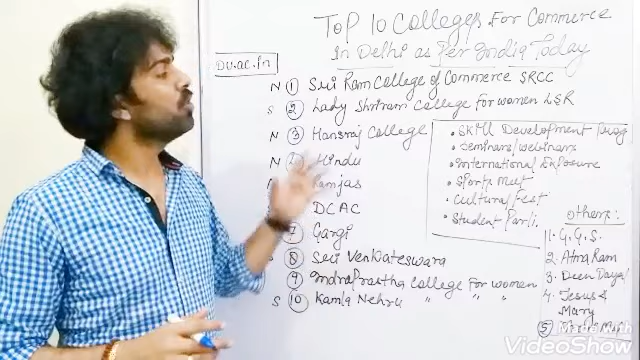 Top 10 Colleges For Commerce
In Delhi as Per India Today
DU.ac.in
N 1 Sri Ram College of Commerce SRCC
S 2 Lady Shriram College For women LSR
N 3 Hansraj College
N Hindu
Ramjas
DCAC
7 Gargi
8 Sri Venkateswara
9 Indraprastha College For women
S 10 Kamla Nehru " " "
• Skill Development Prog
• Seminars/webinars
• International Exposure
• Sports Meet
• Cultural Fest
• Student Parli.
others:
1. G.G.S.
2. Atma Ram
3. Deen Dayal
4. Jesus &
Mary
5
Made With
VideoShow